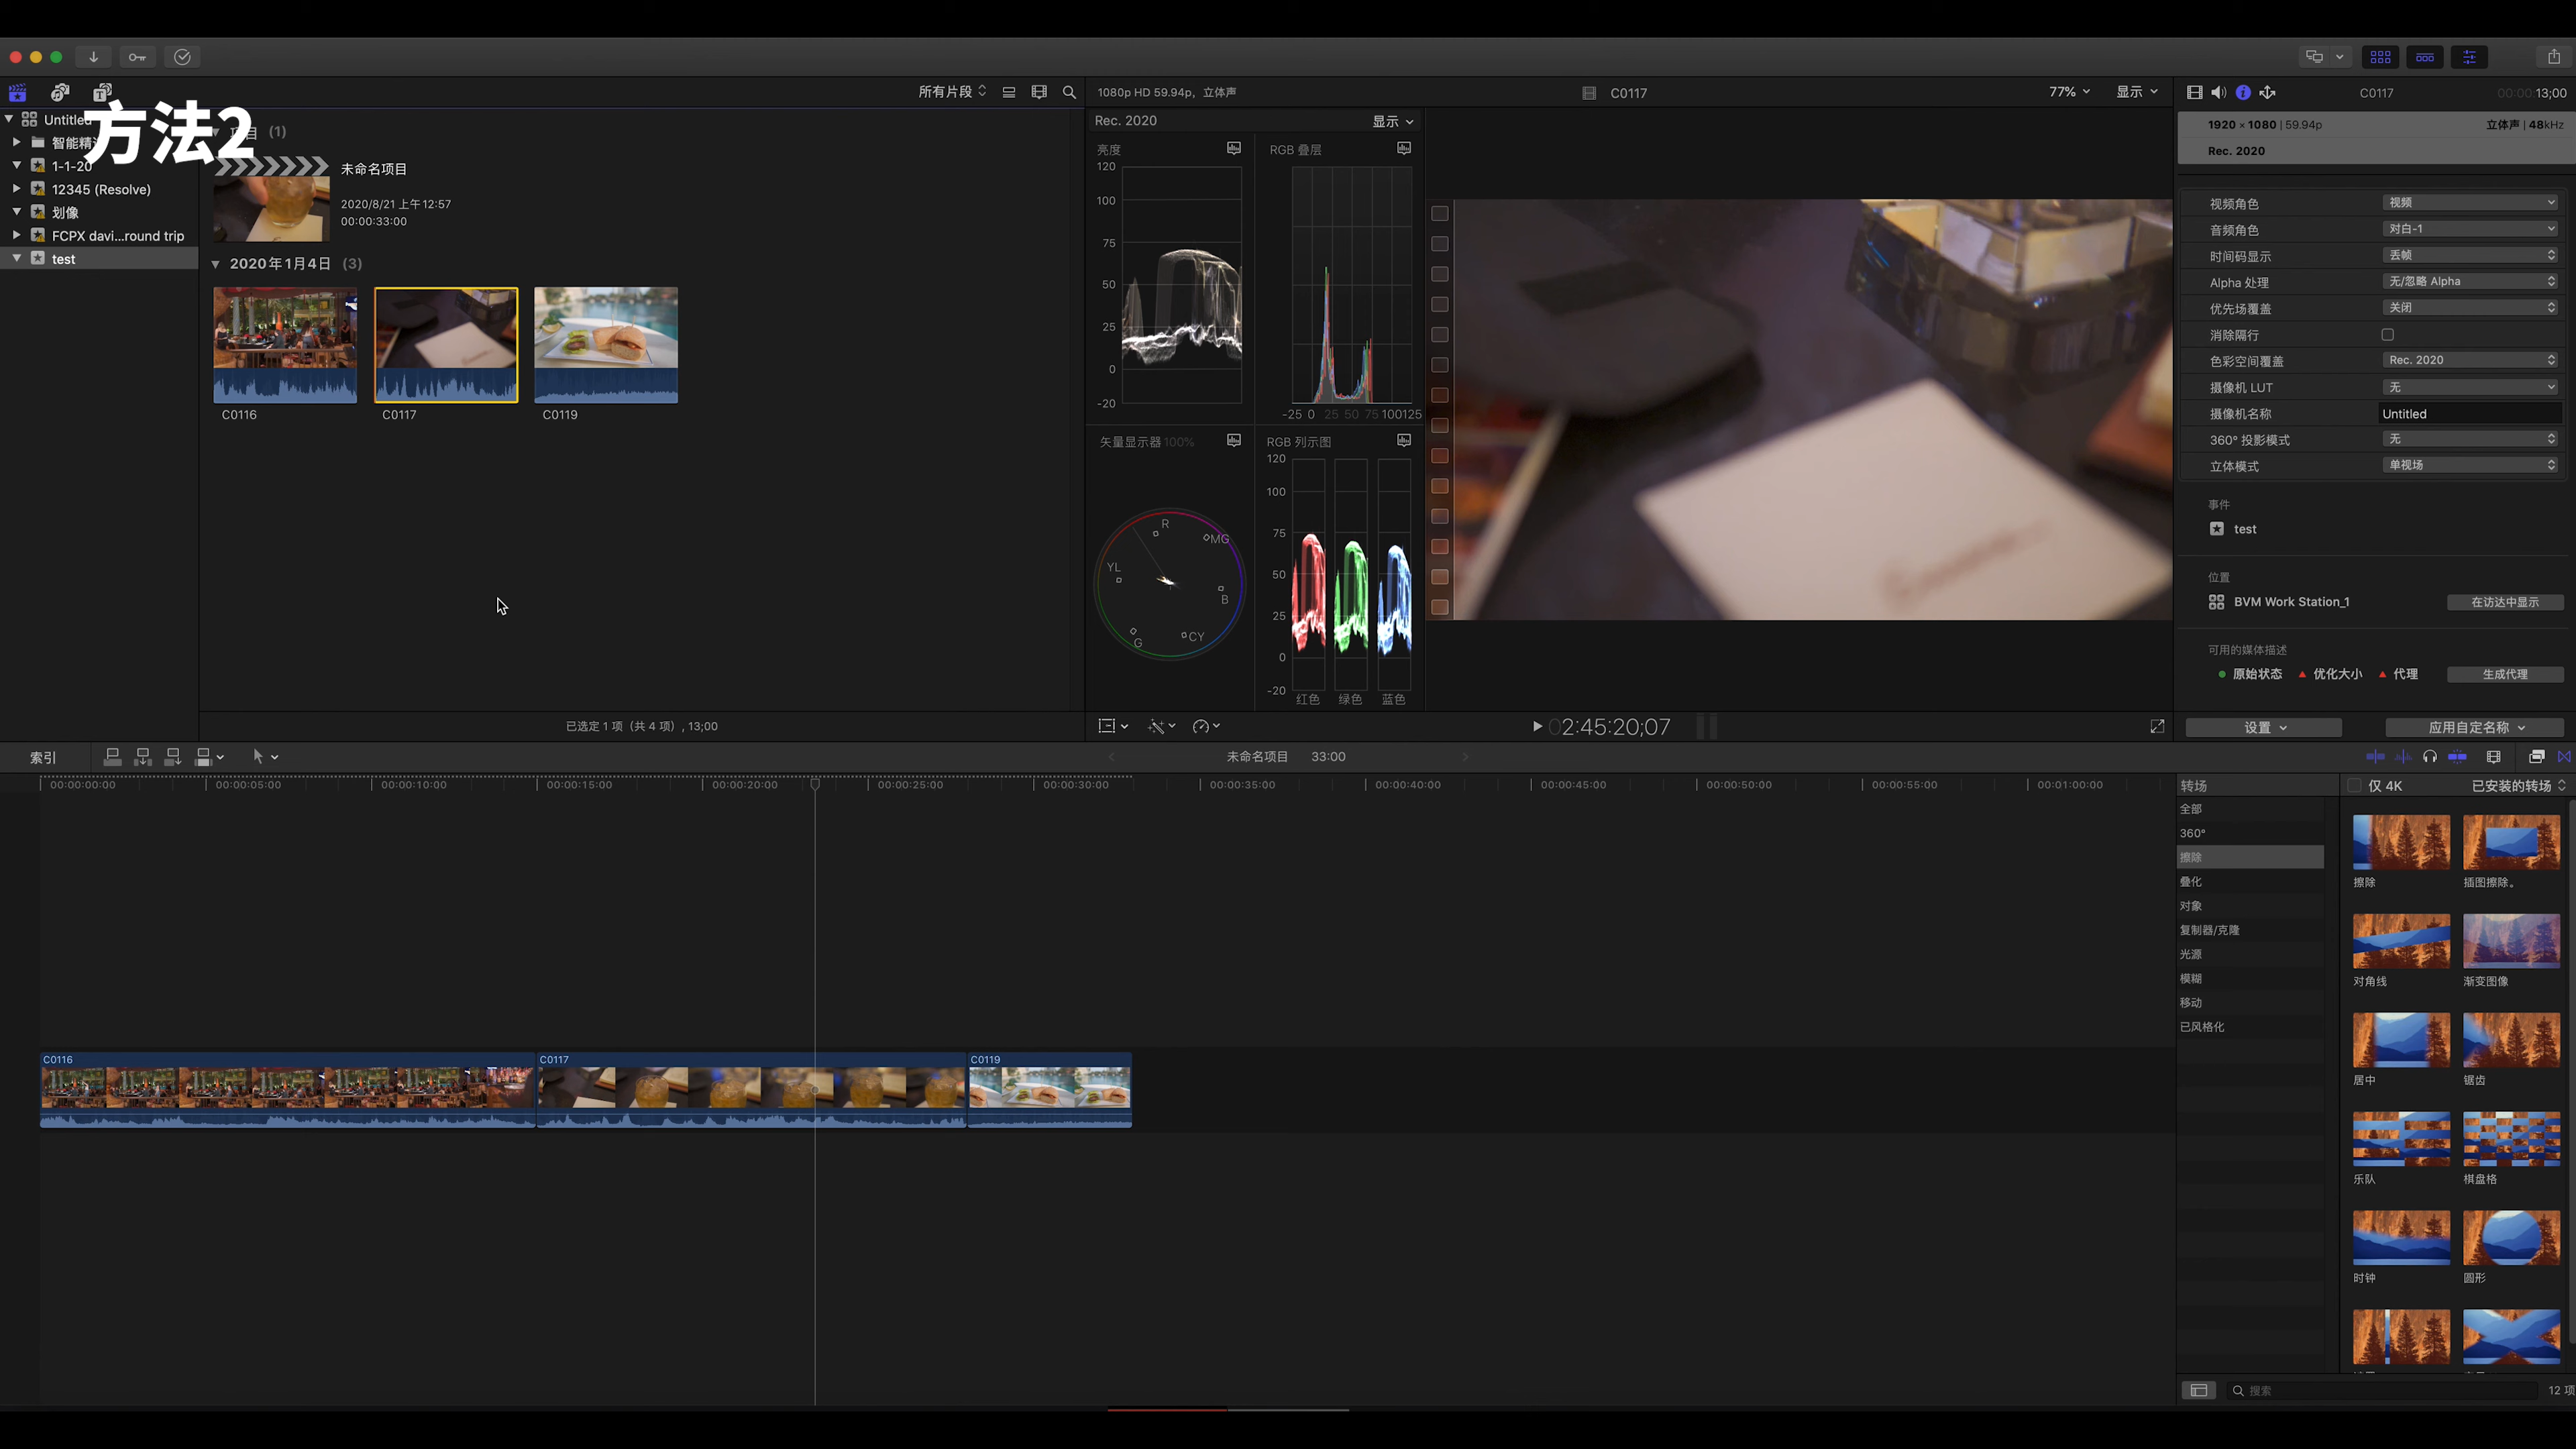 方法2
所有片段
1080p HD 59.94p，立体声
C0117
77%
显示
C0117
00:00:13;00
Untitled
智能精
1-1-20
12345 (Resolve)
划像
FCPX davi...round trip
test
项目 (1)
未命名项目
2020/8/21 上午12:57
00:00:33:00
2020年1月4日 (3)
C0116
C0117
C0119
已选定 1 项（共 4 项）, 13;00
Rec. 2020
显示
亮度
120
100
75
50
25
0
-20
RGB 叠层
-25 0 25 50 75 100125
矢量显示器 100%
R
MG
B
CY
G
YL
RGB 列示图
120
100
75
50
25
0
-20
红色
绿色
蓝色
02:45:20;07
1920 × 1080 | 59.94p
立体声 | 48kHz
Rec. 2020
视频角色 视频
音频角色 对白-1
时间码显示 丢帧
Alpha 处理 无/忽略 Alpha
优先场覆盖 关闭
消除隔行
色彩空间覆盖 Rec. 2020
摄像机 LUT 无
摄像机名称 Untitled
360° 投影模式 无
立体模式 单视场
事件
test
位置
BVM Work Station_1
在访达中显示
可用的媒体描述
原始状态 优化大小 代理
生成代理
设置
应用自定名称
索引
未命名项目 33:00
00:00:00:00
00:00:05:00
00:00:10:00
00:00:15:00
00:00:20:00
00:00:25:00
00:00:30:00
00:00:35:00
00:00:40:00
00:00:45:00
00:00:50:00
00:00:55:00
00:01:00:00
C0116
C0117
C0119
转场
仅 4K
已安装的转场
全部
360°
擦除
叠化
对象
复制器/克隆
光源
模糊
移动
已风格化
擦除
插图擦除。
对角线
渐变图像
居中
锯齿
乐队
棋盘格
时钟
圆形
搜索
12 项